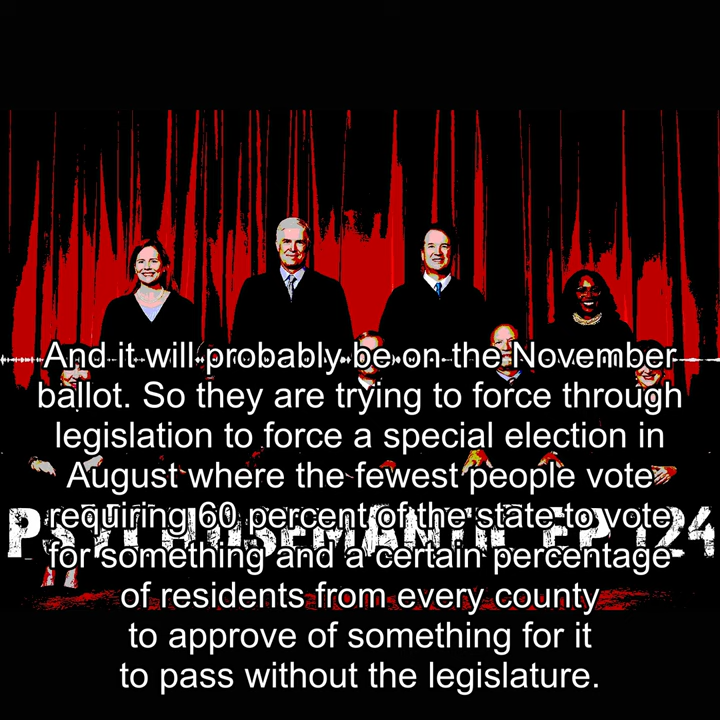 And it will probably be on the November
ballot. So they are trying to force through
legislation to force a special election in
August where the fewest people vote
requiring 60 percent of the state to vote
PSYCHOSEMANTIC EP 124
for something and a certain percentage
of residents from every county
to approve of something for it
to pass without the legislature.